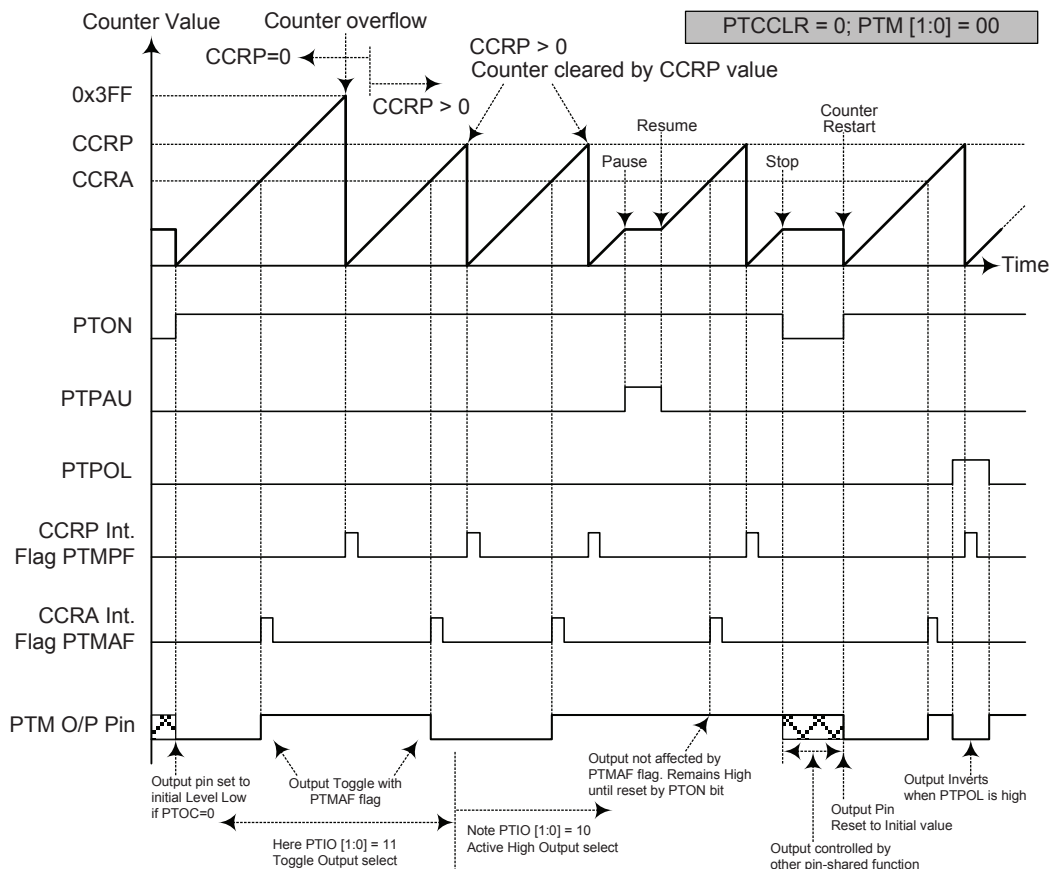 Counter Value
Counter overflow
PTCCLR = 0; PTM [1:0] = 00
CCRP=0
CCRP > 0
CCRP > 0
Counter cleared by CCRP value
0x3FF
CCRP
CCRA
Pause
Resume
Stop
Counter
Restart
Time
PTON
PTPAU
PTPOL
CCRP Int.
Flag PTMPF
CCRA Int.
Flag PTMAF
PTM O/P Pin
Output pin set to
initial Level Low
if PTOC=0
Output Toggle with
PTMAF flag
Here PTIO [1:0] = 11
Toggle Output select
Note PTIO [1:0] = 10
Active High Output select
Output not affected by
PTMAF flag. Remains High
until reset by PTON bit
Output controlled by
other pin-shared function
Output Pin
Reset to Initial value
Output Inverts
when PTPOL is high